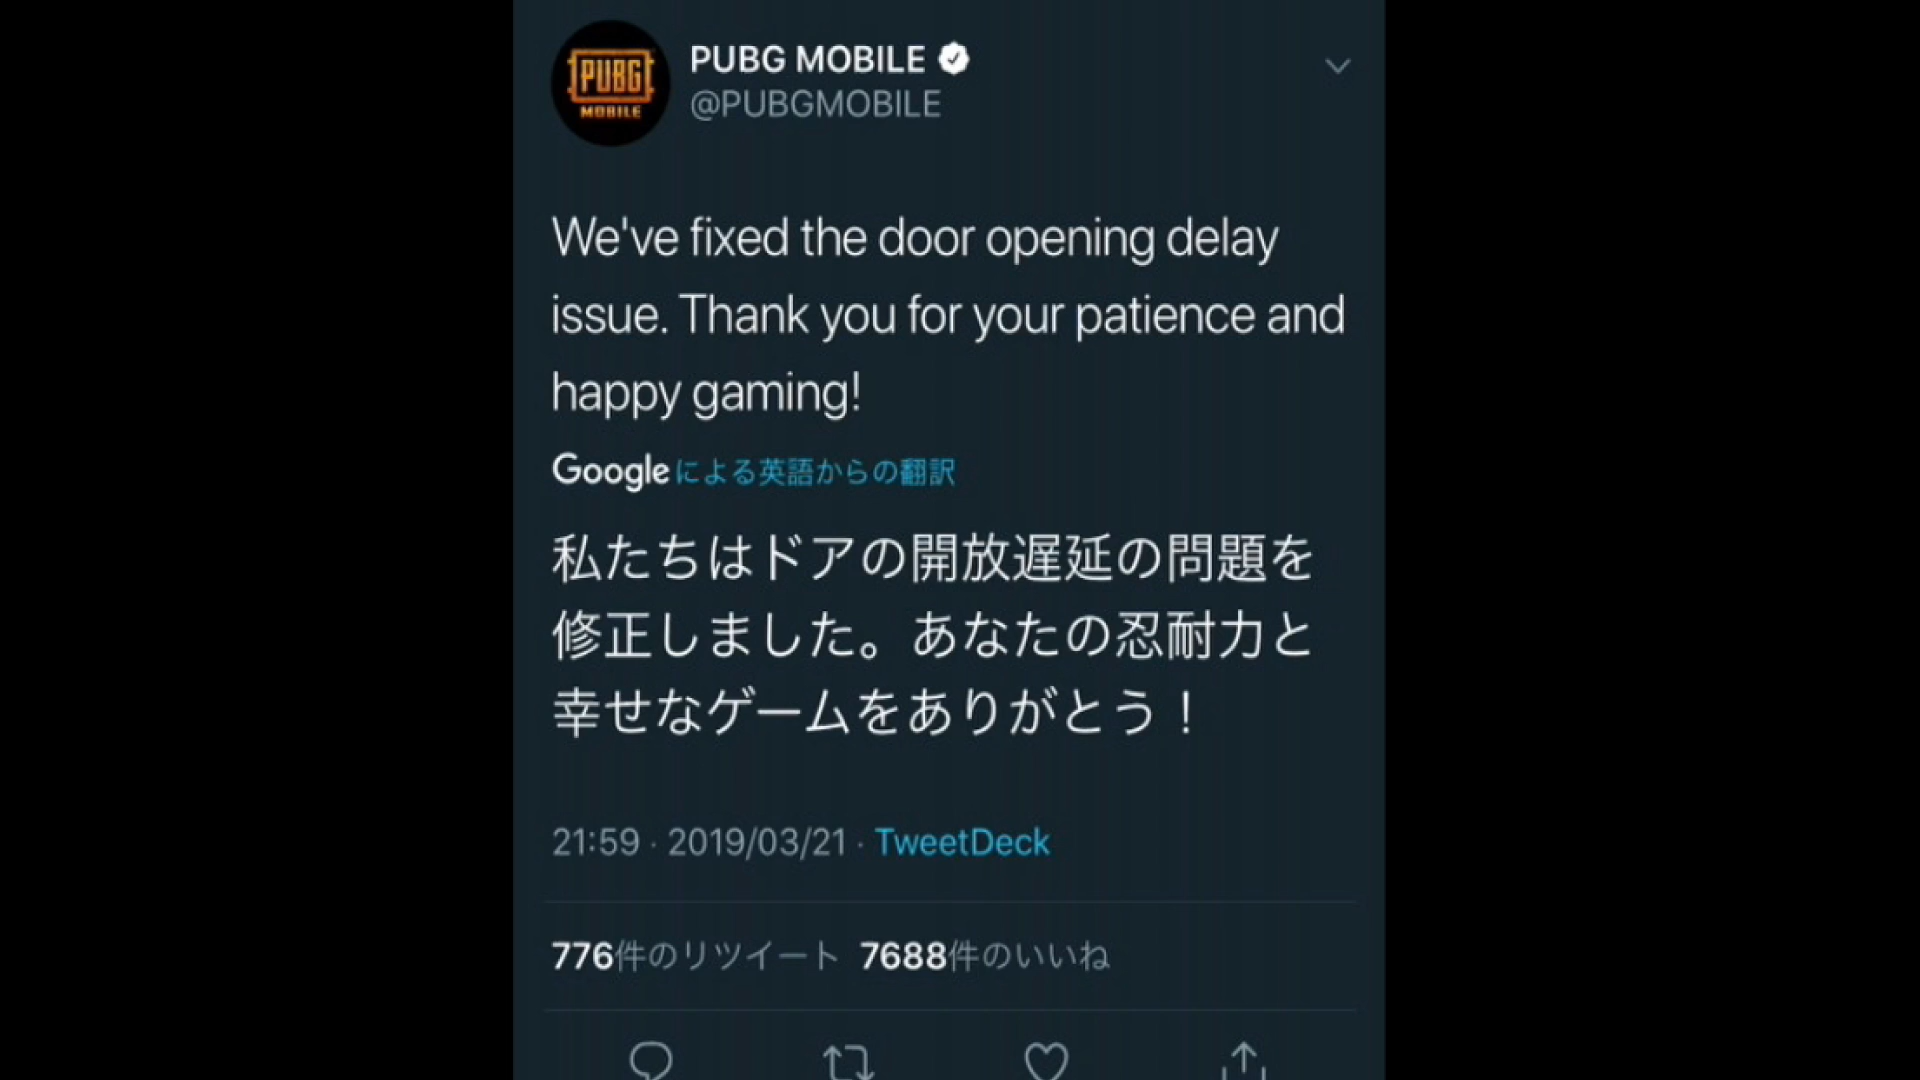 PUBG
MOBILE
PUBG MOBILE
@PUBGMOBILE
We've fixed the door opening delay
issue. Thank you for your patience and
happy gaming!
Googleによる英語からの翻訳
私たちはドアの開放遅延の問題を
修正しました。あなたの忍耐力と
幸せなゲームをありがとう！
21:59 · 2019/03/21 · TweetDeck
776件のリツイート 7688件のいいね